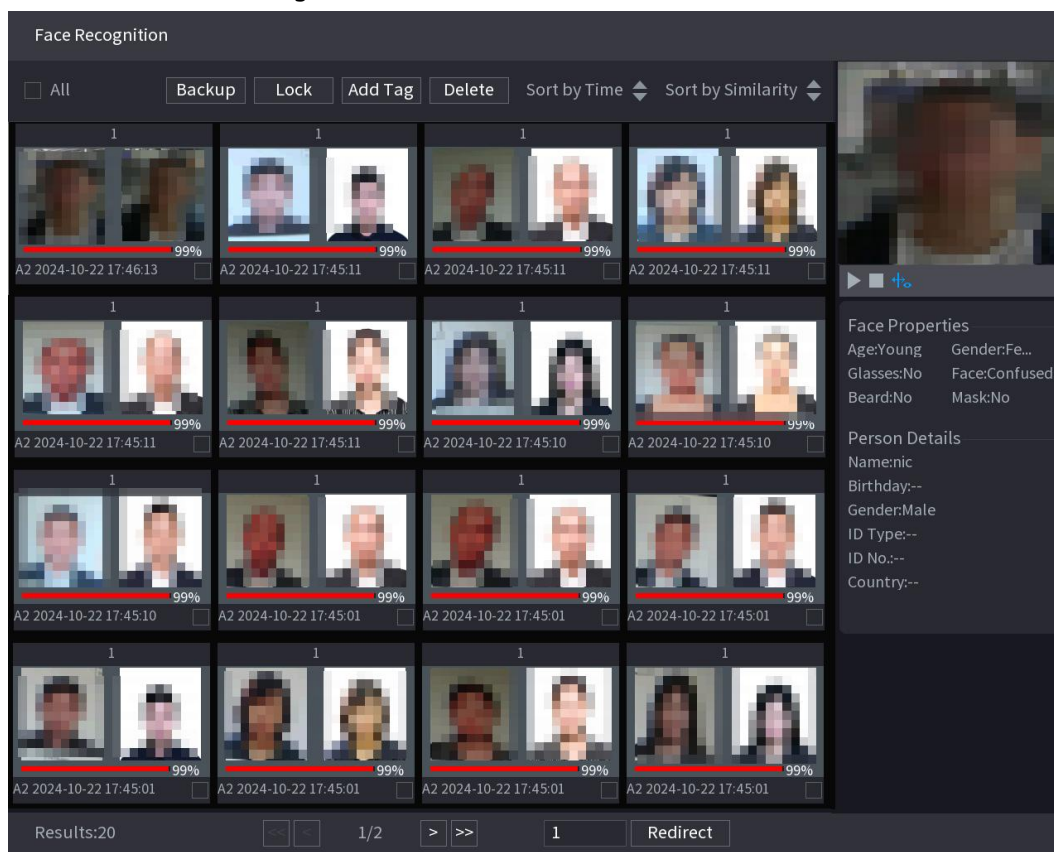 Face Recognition
All Backup Lock Add Tag Delete Sort by Time Sort by Similarity
1 1 1 1
99% 99% 99% 99%
A2 2024-10-22 17:46:13 A2 2024-10-22 17:45:11 A2 2024-10-22 17:45:11 A2 2024-10-22 17:45:11
1 1 1 1
99% 99% 99% 99%
A2 2024-10-22 17:45:11 A2 2024-10-22 17:45:11 A2 2024-10-22 17:45:10 A2 2024-10-22 17:45:10
1 1 1 1
99% 99% 99% 99%
A2 2024-10-22 17:45:10 A2 2024-10-22 17:45:01 A2 2024-10-22 17:45:01 A2 2024-10-22 17:45:01
1 1 1 1
99% 99% 99% 99%
A2 2024-10-22 17:45:01 A2 2024-10-22 17:45:01 A2 2024-10-22 17:45:01 A2 2024-10-22 17:45:01
Face Properties
Age:Young Gender:Fe...
Glasses:No Face:Confused
Beard:No Mask:No
Person Details
Name:nic
Birthday:--
Gender:Male
ID Type:--
ID No.:--
Country:--
Results:20 << < 1/2 > >> 1 Redirect